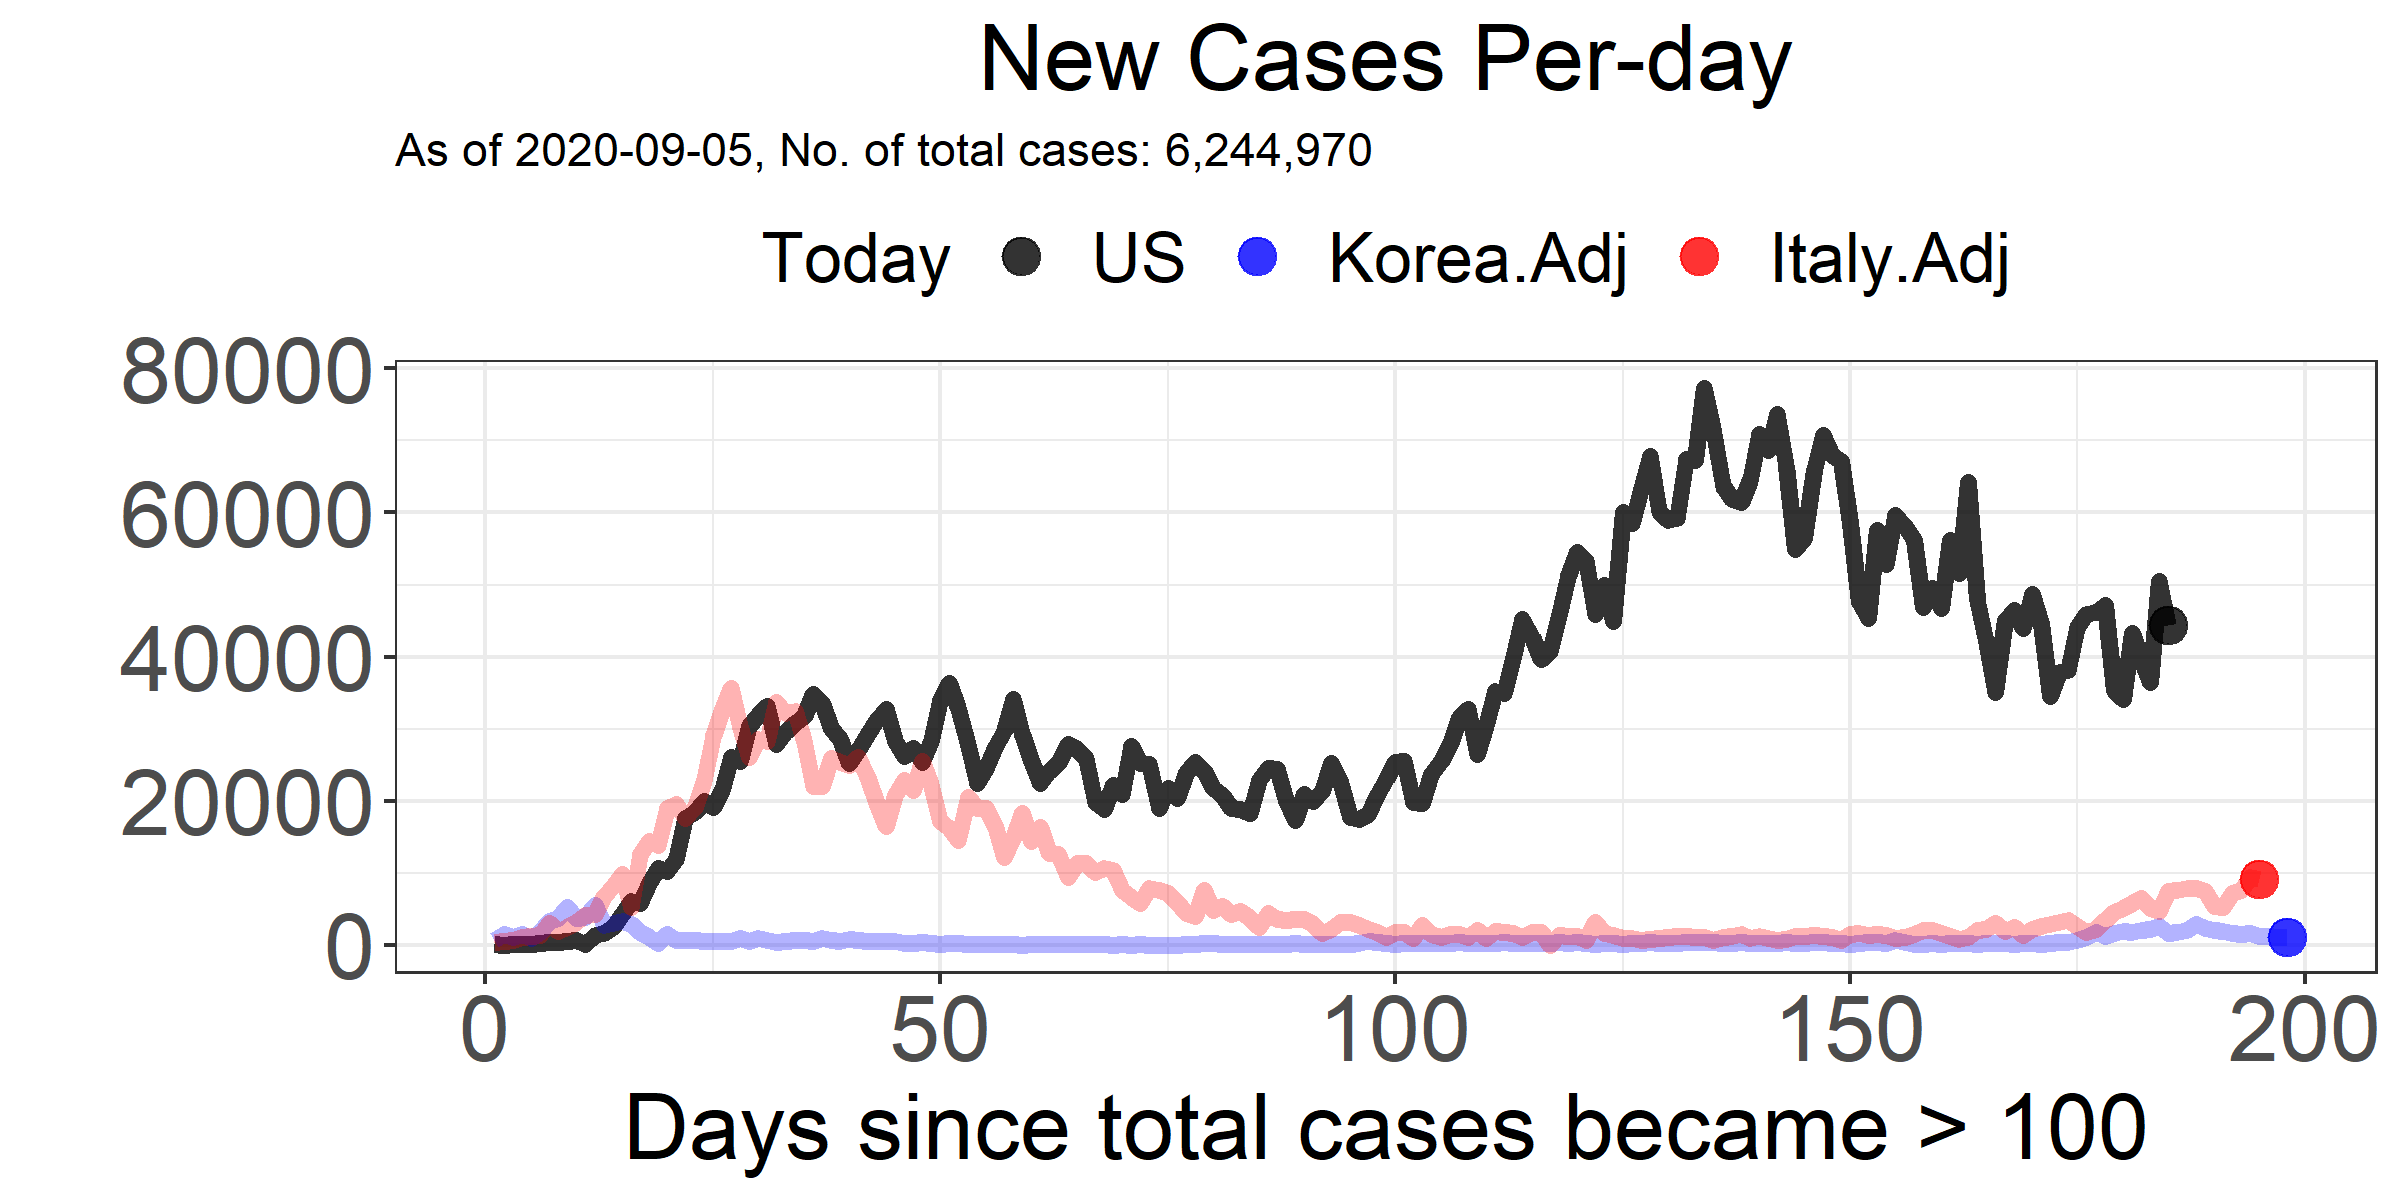 New Cases Per-day
As of 2020-09-05, No. of total cases: 6,244,970
Today US Korea.Adj Italy.Adj
80000
60000
40000
20000
0
0 50 100 150 200
Days since total cases became > 100